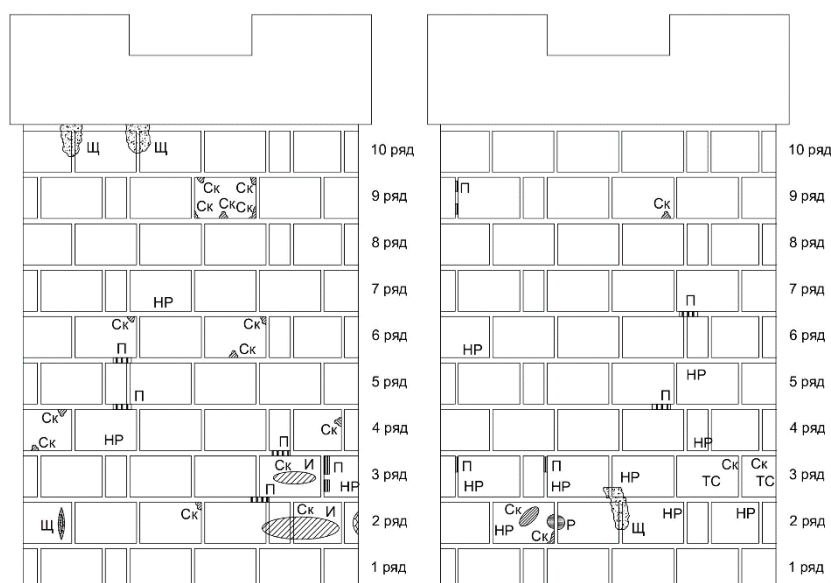 Щ Щ 10 ряд 10 ряд
Ск Ск 9 ряд П 9 ряд
Ск Ск Ск Ск
8 ряд 8 ряд
НР 7 ряд П 7 ряд
Ск Ск 6 ряд 6 ряд
П Ск НР
П 5 ряд НР П 5 ряд
Ск НР П Ск 4 ряд НР 4 ряд
Ск И П 3 ряд П П НР Ск Ск 3 ряд
НР НР НР ТС ТС
П
Щ Ск Ск И 2 ряд Ск Р НР НР 2 ряд
НР Ск Щ
1 ряд 1 ряд